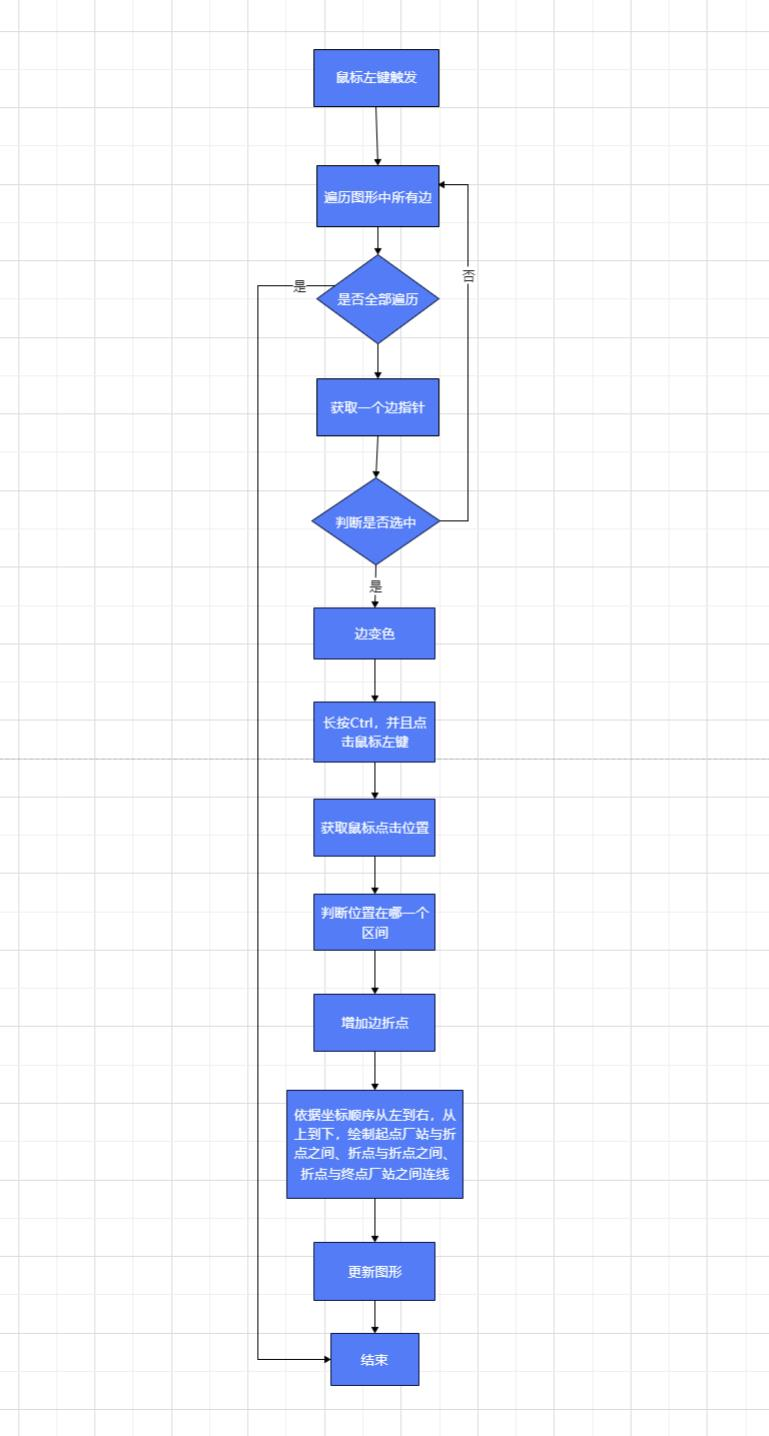 鼠标左键触发
遍历图形中所有边
否
是
是否全部遍历
获取一个边指针
判断是否选中
是
边变色
长按Ctrl，并且点
击鼠标左键
获取鼠标点击位置
判断位置在哪一个
区间
增加边折点
依据坐标顺序从左到右，从
上到下，绘制起点厂站与折
点之间、折点与折点之间、
折点与终点厂站之间连线
更新图形
结束